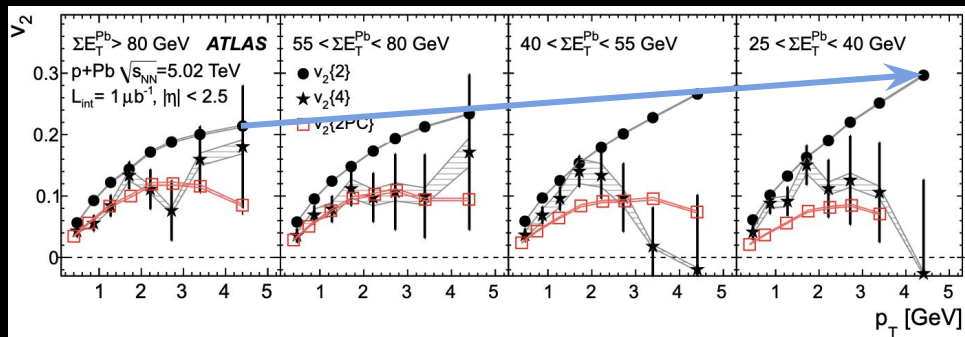 v₂
ΣE_T^Pb > 80 GeV ATLAS
p+Pb √s_NN=5.02 TeV
L_int= 1 μb⁻¹, |η| < 2.5
55 < ΣE_T^Pb < 80 GeV
v₂{2}
v₂{4}
v₂{2PC}
40 < ΣE_T^Pb < 55 GeV
25 < ΣE_T^Pb < 40 GeV
0.3
0.2
0.1
0
1 2 3 4 5 1 2 3 4 5 1 2 3 4 5 1 2 3 4 5
p_T [GeV]